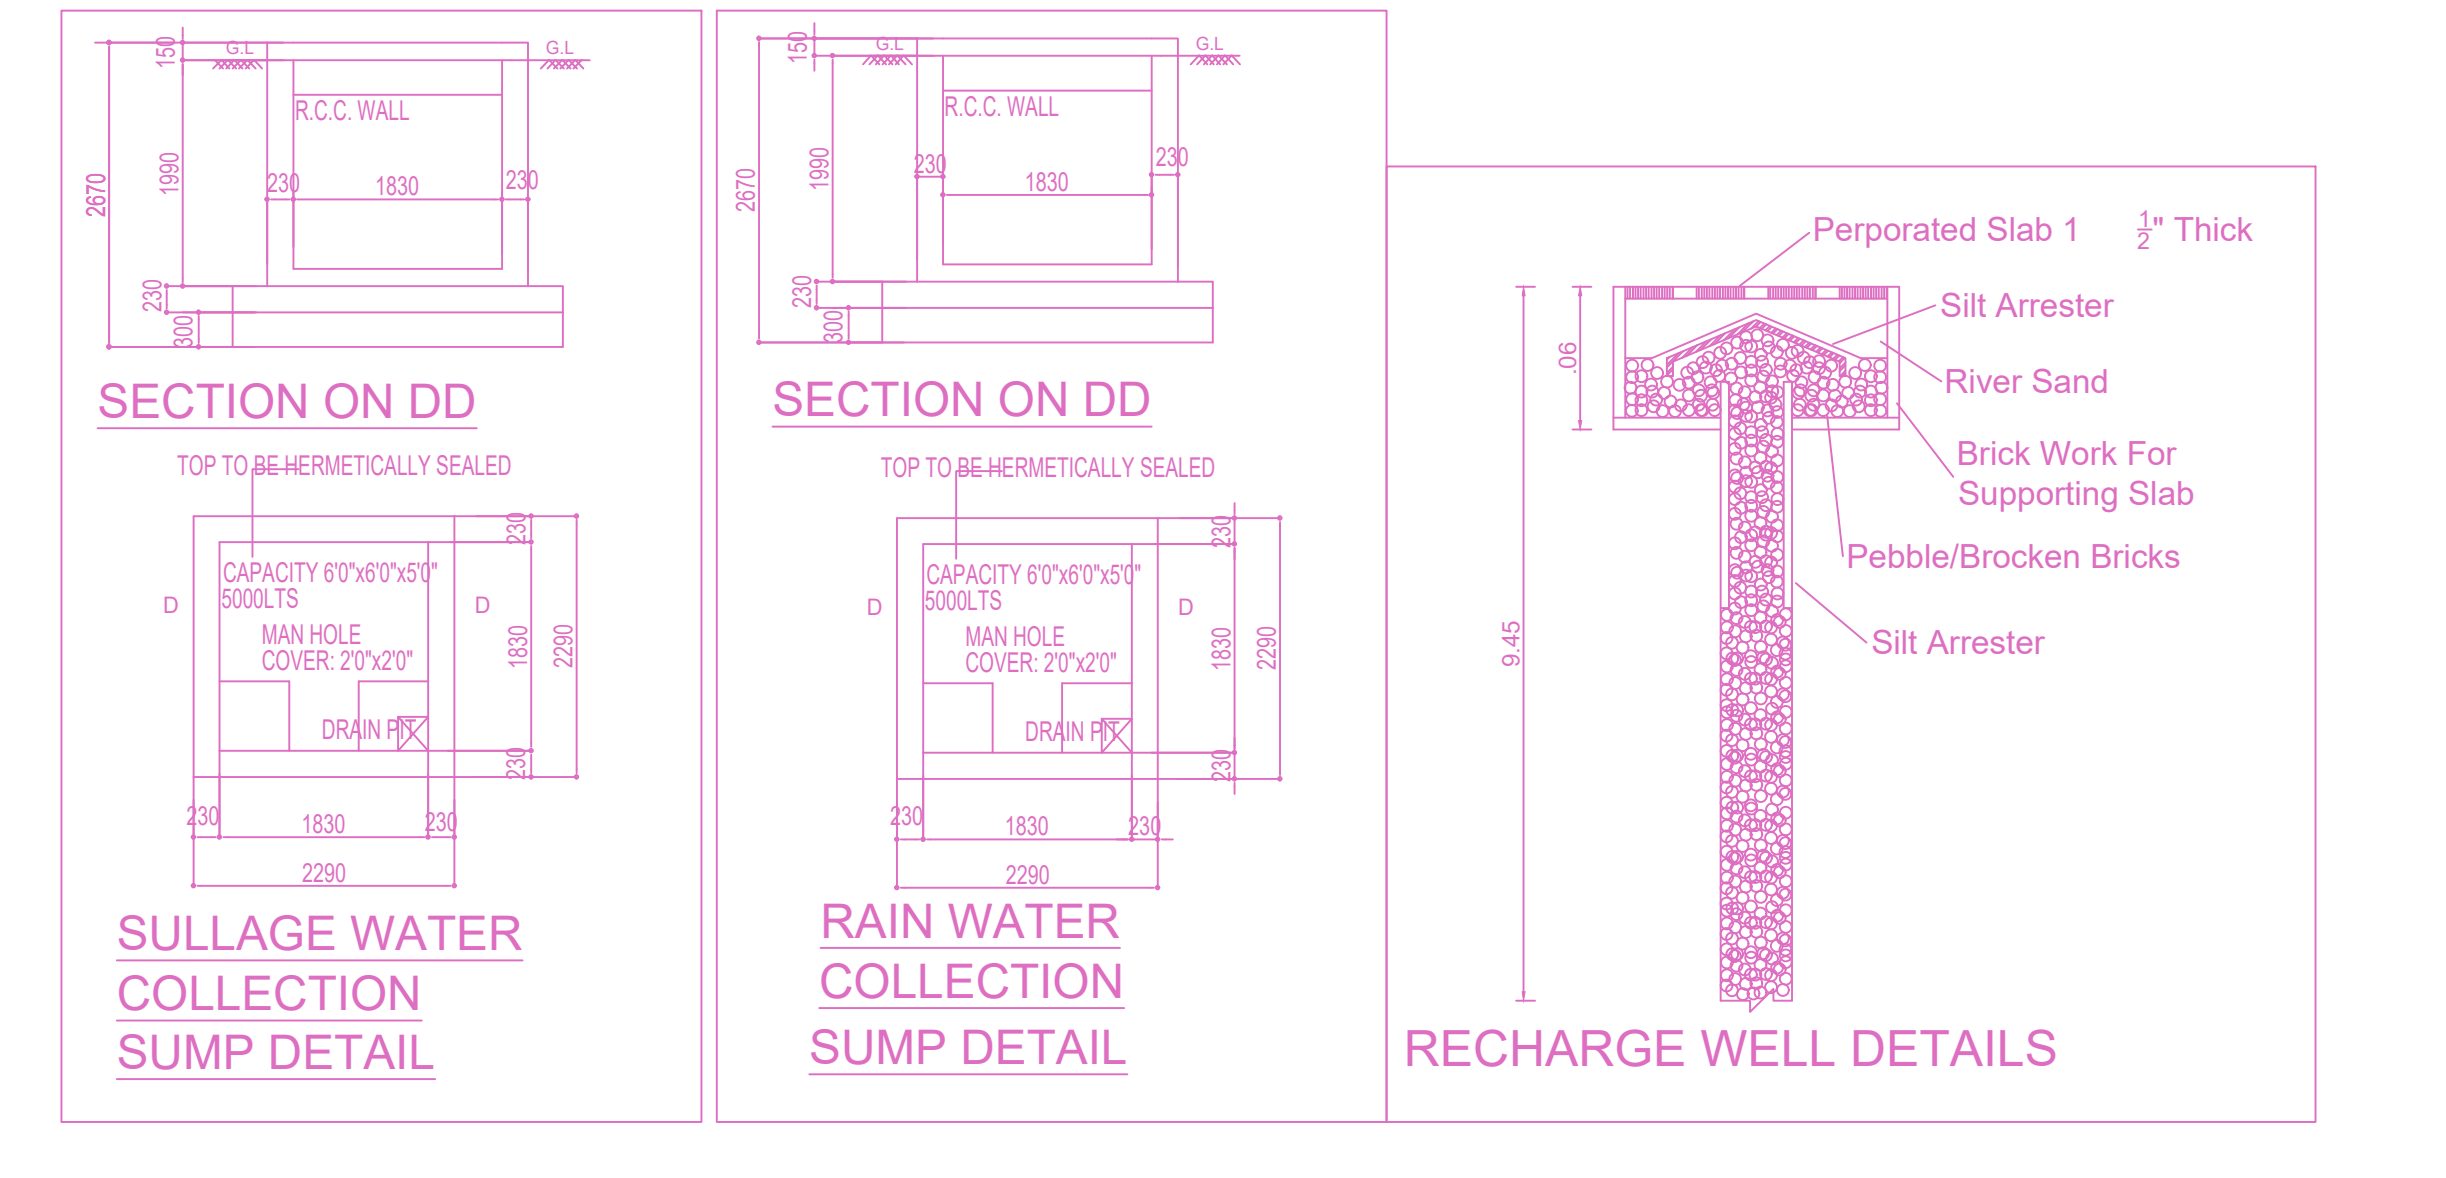 150
G.L
G.L
R.C.C. WALL
2670
1990
230
1830
230
230
300
SECTION ON DD
TOP TO BE HERMETICALLY SEALED
230
CAPACITY 6'0"x6'0"x5'0"
5000LTS
D
D
MAN HOLE
COVER: 2'0"x2'0"
1830
2290
DRAIN PIT
230
230
1830
230
2290
SULLAGE WATER
COLLECTION
SUMP DETAIL
150
G.L
G.L
R.C.C. WALL
2670
1990
230
1830
230
230
300
SECTION ON DD
TOP TO BE HERMETICALLY SEALED
230
CAPACITY 6'0"x6'0"x5'0"
5000LTS
D
D
MAN HOLE
COVER: 2'0"x2'0"
1830
2290
DRAIN PIT
230
230
1830
230
2290
RAIN WATER
COLLECTION
SUMP DETAIL
Perporated Slab 1 1/2" Thick
Silt Arrester
.06
River Sand
Brick Work For
Supporting Slab
Pebble/Brocken Bricks
9.45
Silt Arrester
RECHARGE WELL DETAILS